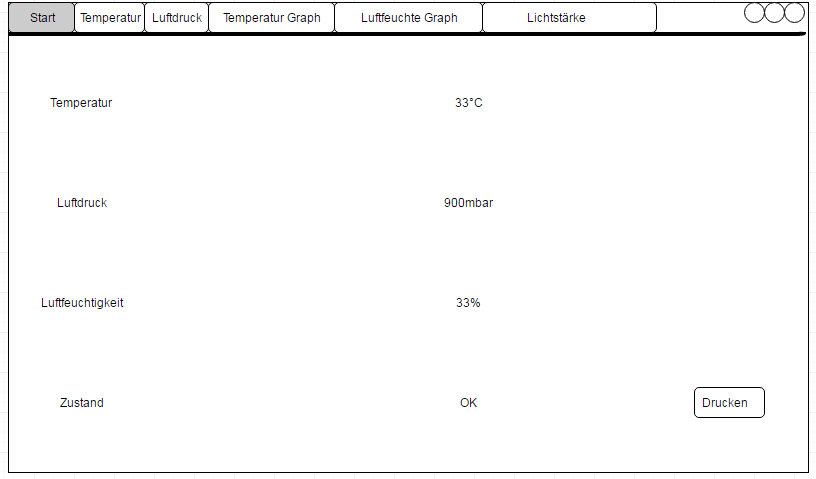 Start Temperatur Luftdruck Temperatur Graph Luftfeuchte Graph Lichtstärke
Temperatur 33°C
Luftdruck 900mbar
Luftfeuchtigkeit 33%
Zustand OK Drucken